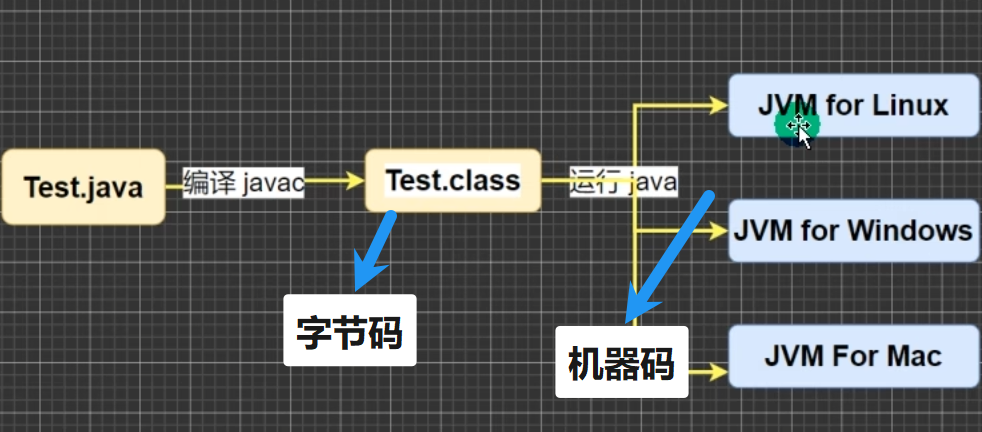 JVM for Linux
Test.java
编译 javac
Test.class
运行 java
JVM for Windows
字节码
机器码
JVM For Mac